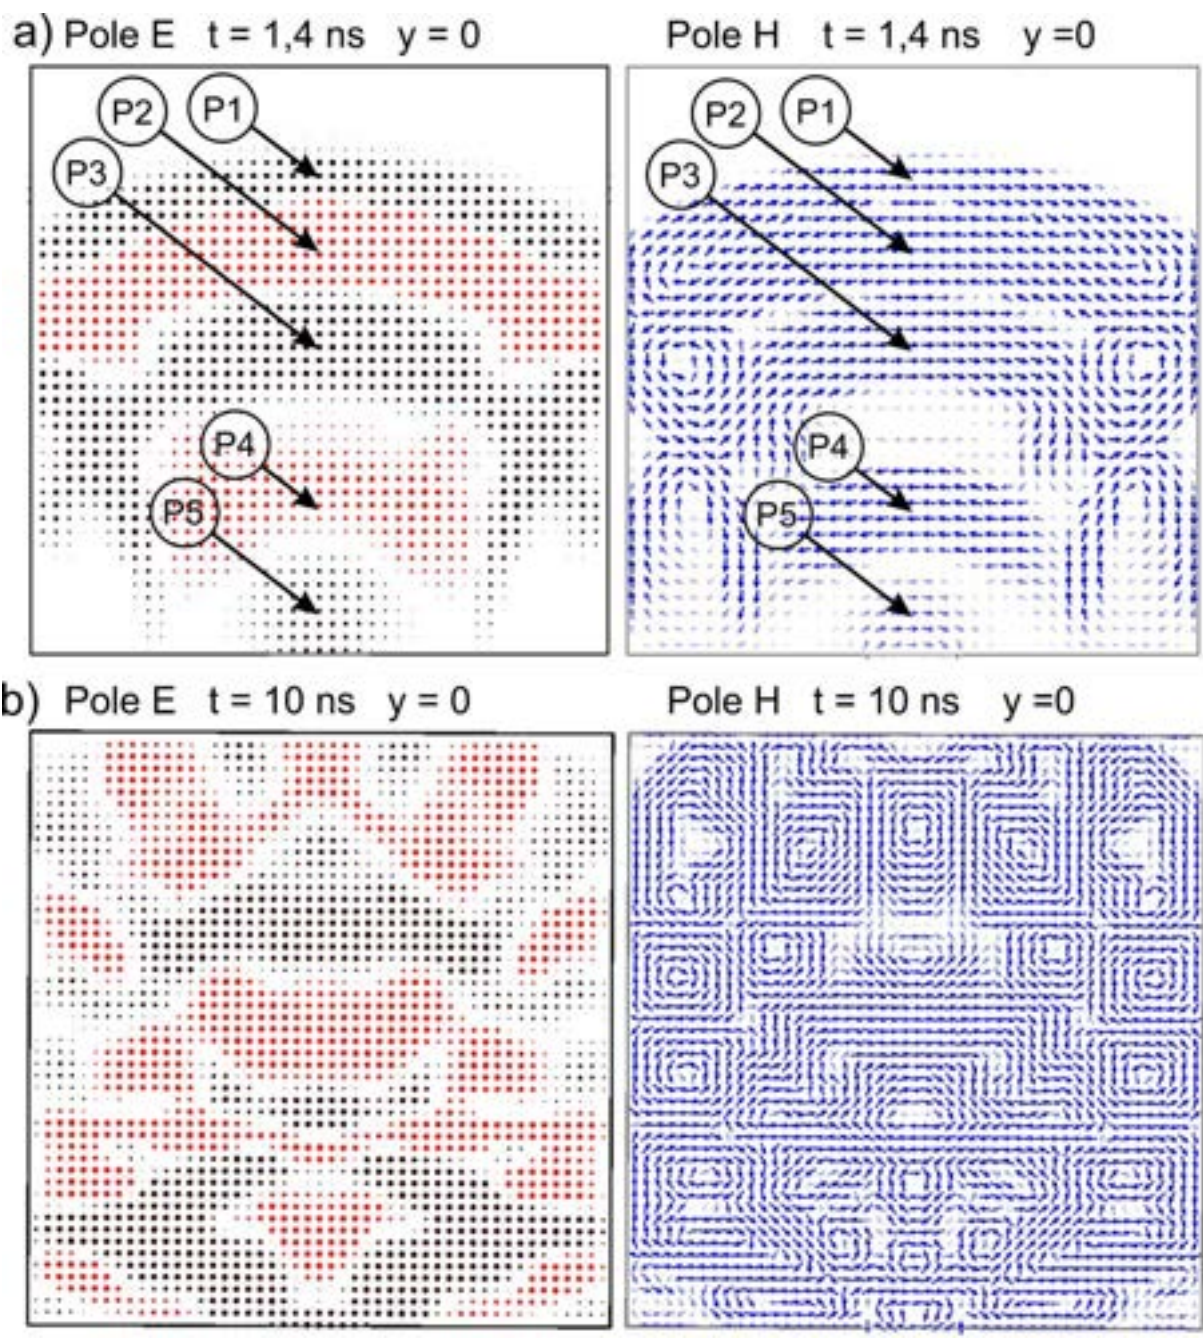 a) Pole E t = 1,4 ns y = 0
Pole H t = 1,4 ns y =0
P2
P1
P3
P4
P5
P2
P1
P3
P4
P5
b) Pole E t = 10 ns y = 0
Pole H t = 10 ns y =0